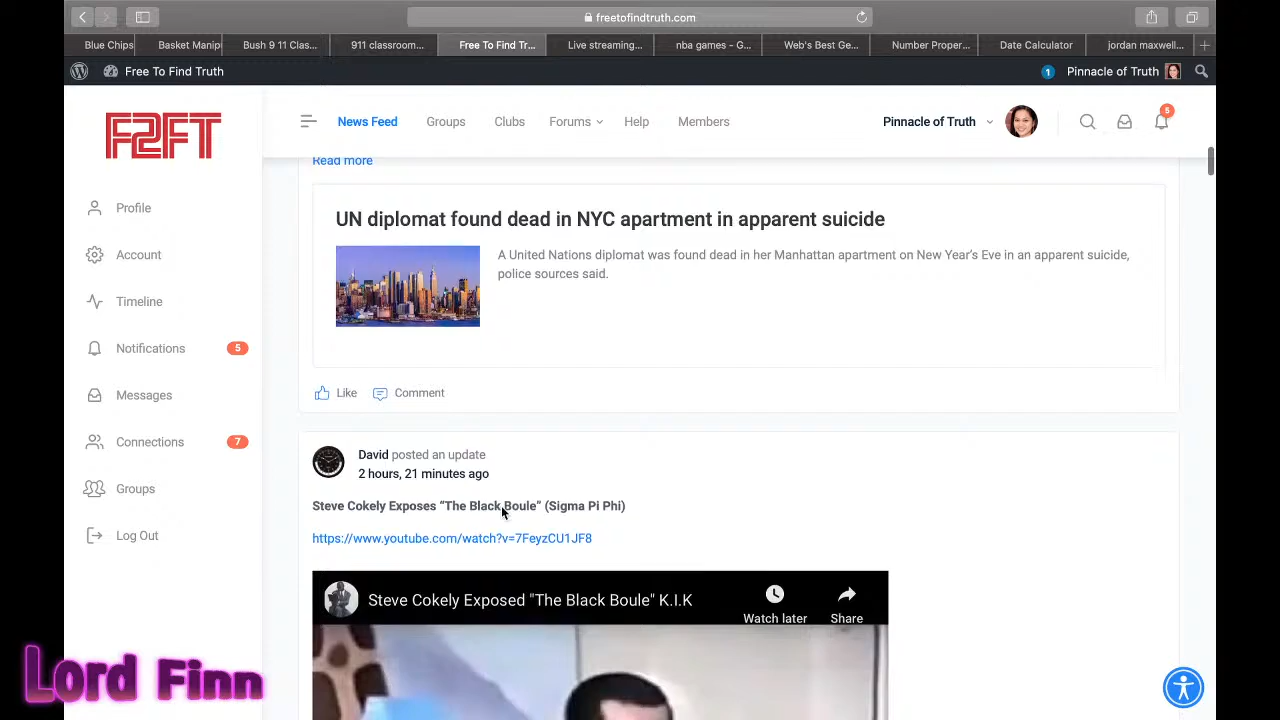 freetofindtruth.com
Blue Chips
Basket Manip
Bush 9 11 Clas...
911 classroom...
Free To Find Tr...
Live streaming...
nba games - G...
Web's Best Ge...
Number Proper...
Date Calculator
jordan maxwell...
Free To Find Truth
1
Pinnacle of Truth
F2FT
News Feed
Groups
Clubs
Forums
Help
Members
Pinnacle of Truth
5
Read more
Profile
Account
Timeline
Notifications
5
Messages
Connections
7
Groups
Log Out
UN diplomat found dead in NYC apartment in apparent suicide
A United Nations diplomat was found dead in her Manhattan apartment on New Year’s Eve in an apparent suicide,
police sources said.
Like
Comment
David posted an update
2 hours, 21 minutes ago
Steve Cokely Exposes “The Black Boule” (Sigma Pi Phi)
https://www.youtube.com/watch?v=7FeyzCU1JF8
Steve Cokely Exposed "The Black Boule" K.I.K
Watch later
Share
Lord Finn